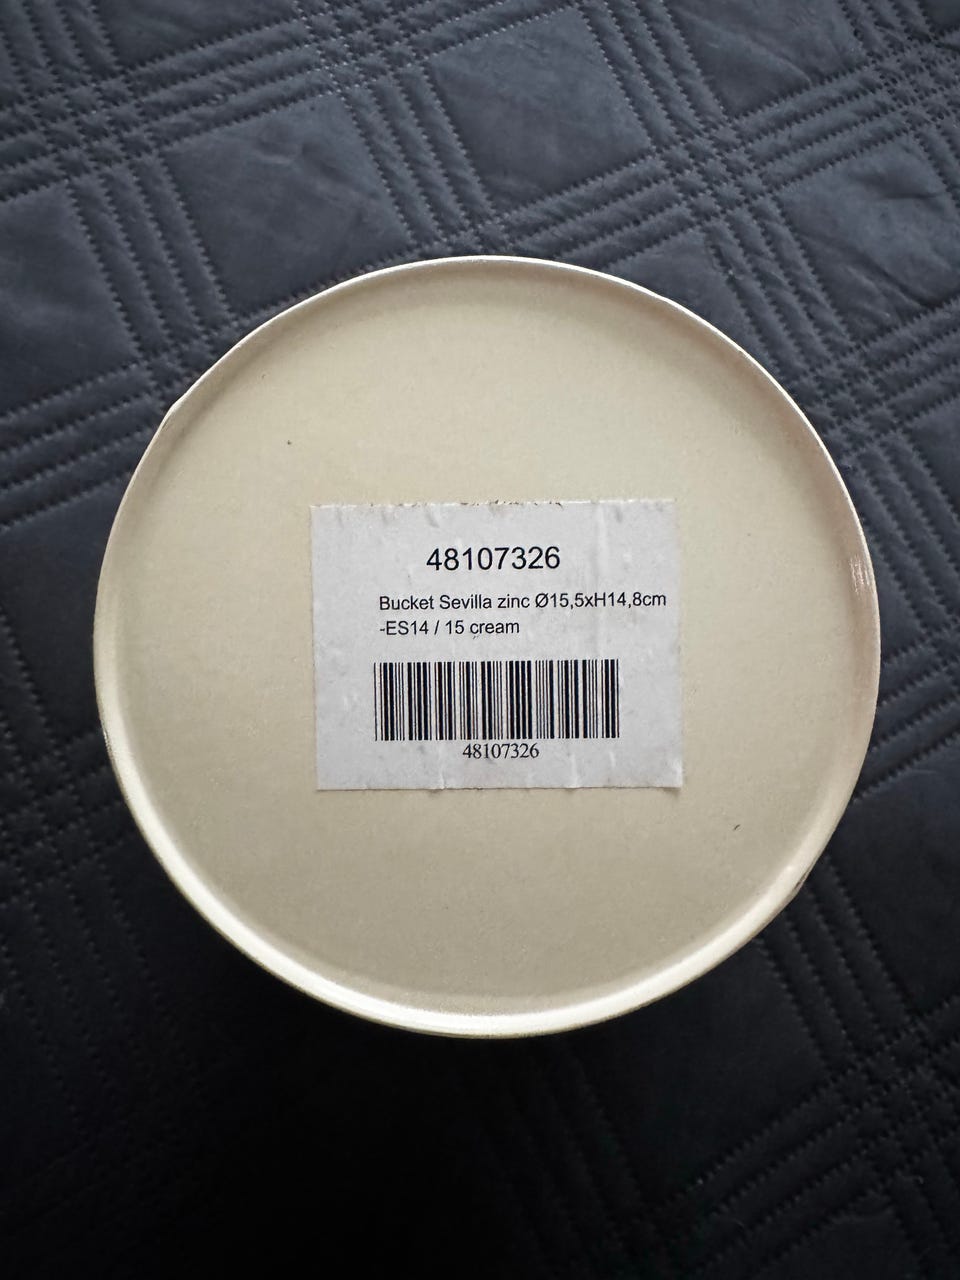 48107326
Bucket Sevilla zinc Ø15,5xH14,8cm
-ES14 / 15 cream
48107326